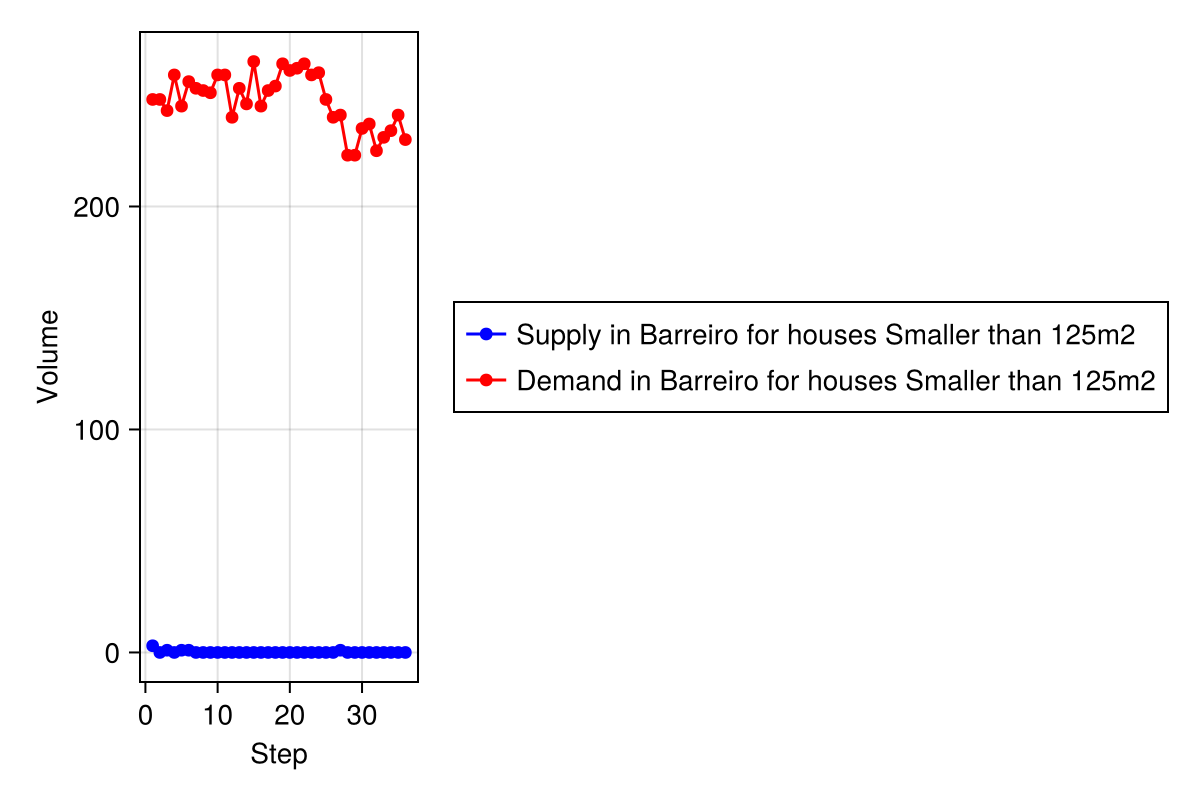 Volume
200
100
0
0 10 20 30
Step
Supply in Barreiro for houses Smaller than 125m2
Demand in Barreiro for houses Smaller than 125m2